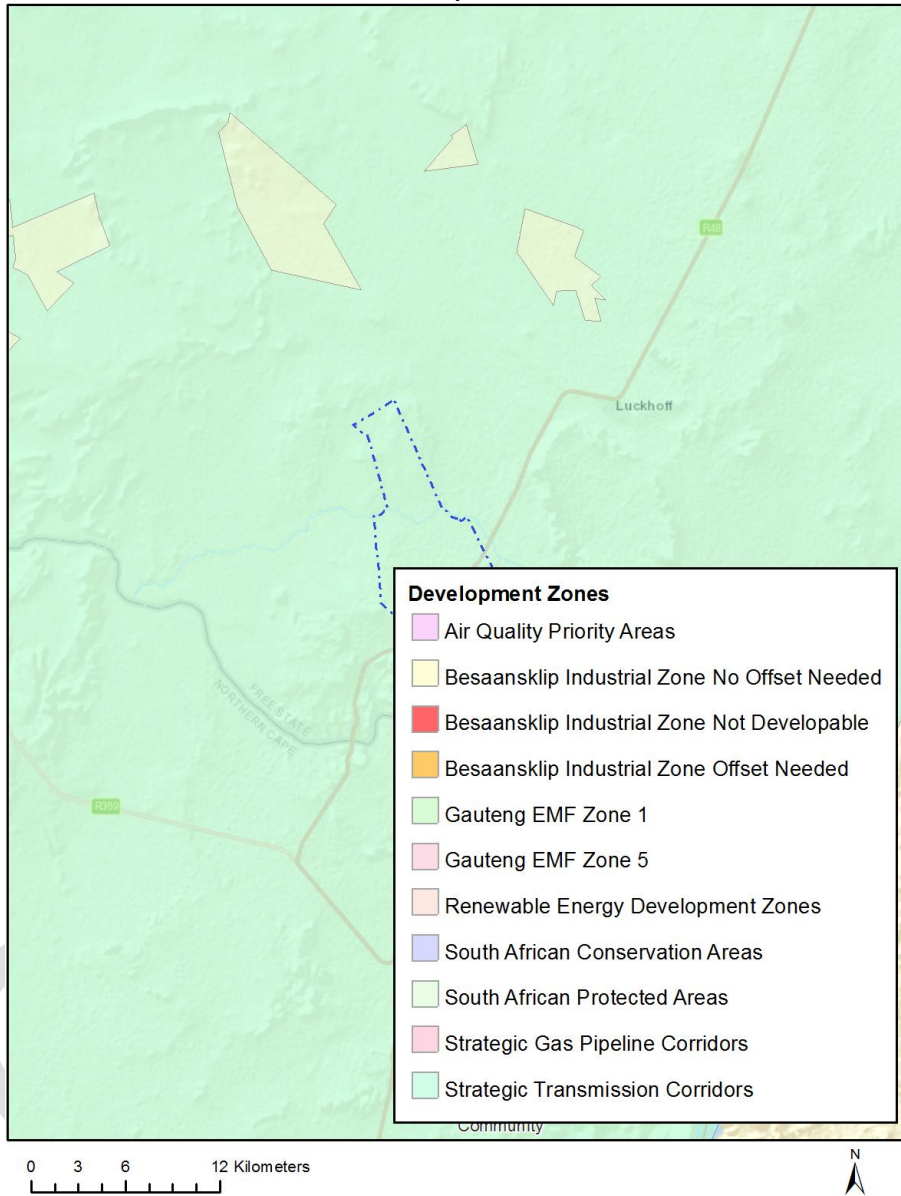 R48
Luckhoff
FREE STATE
NORTHERN CAPE
R369
Development Zones
Air Quality Priority Areas
Besaansklip Industrial Zone No Offset Needed
Besaansklip Industrial Zone Not Developable
Besaansklip Industrial Zone Offset Needed
Gauteng EMF Zone 1
Gauteng EMF Zone 5
Renewable Energy Development Zones
South African Conservation Areas
South African Protected Areas
Strategic Gas Pipeline Corridors
Strategic Transmission Corridors
Community
0 3 6 12 Kilometers
N